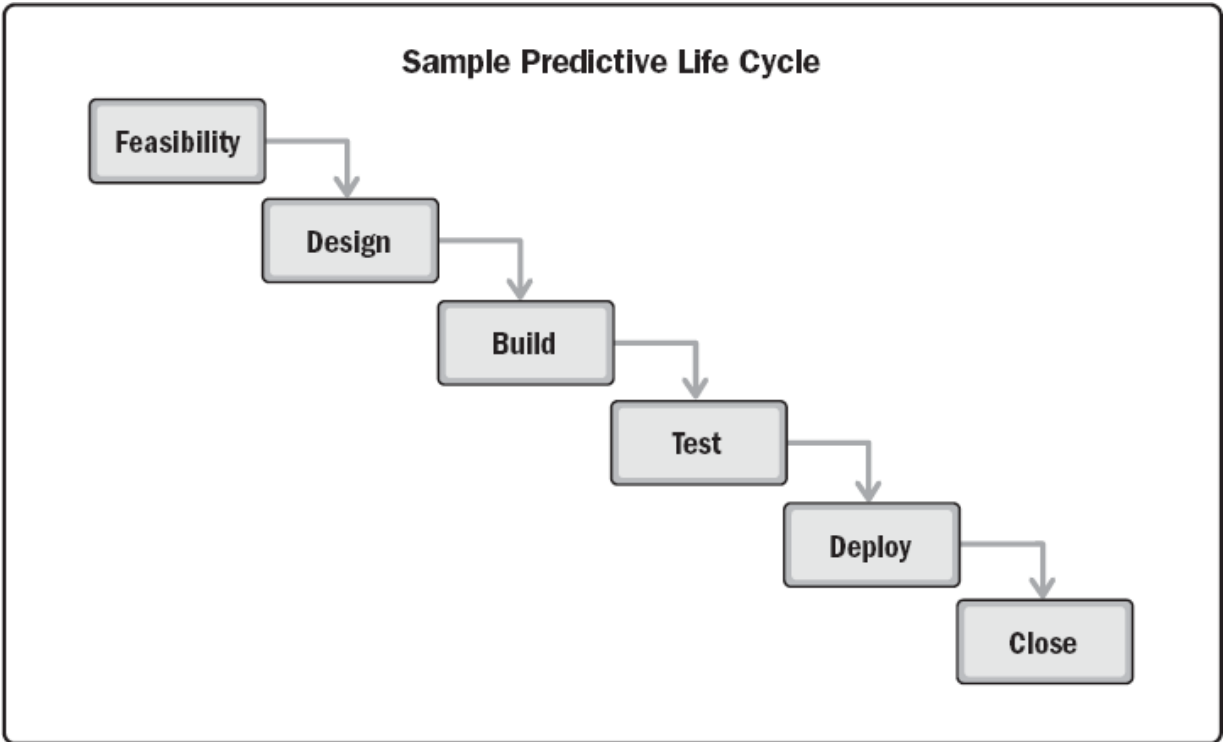 Sample Predictive Life Cycle
Feasibility
Design
Build
Test
Deploy
Close